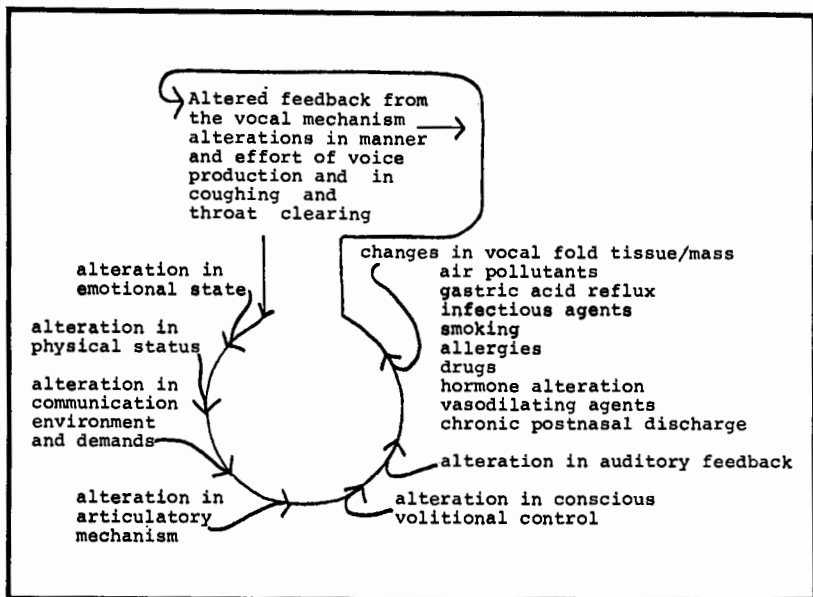 Altered feedback from
the vocal mechanism
alterations in manner
and effort of voice
production and in
coughing and
throat clearing
changes in vocal fold tissue/mass
air pollutants
gastric acid reflux
infectious agents
smoking
allergies
drugs
hormone alteration
vasodilating agents
chronic postnasal discharge
alteration in
emotional state
alteration in
physical status
alteration in
communication
environment
and demands
alteration in auditory feedback
alteration in
articulatory
mechanism
alteration in conscious
volitional control